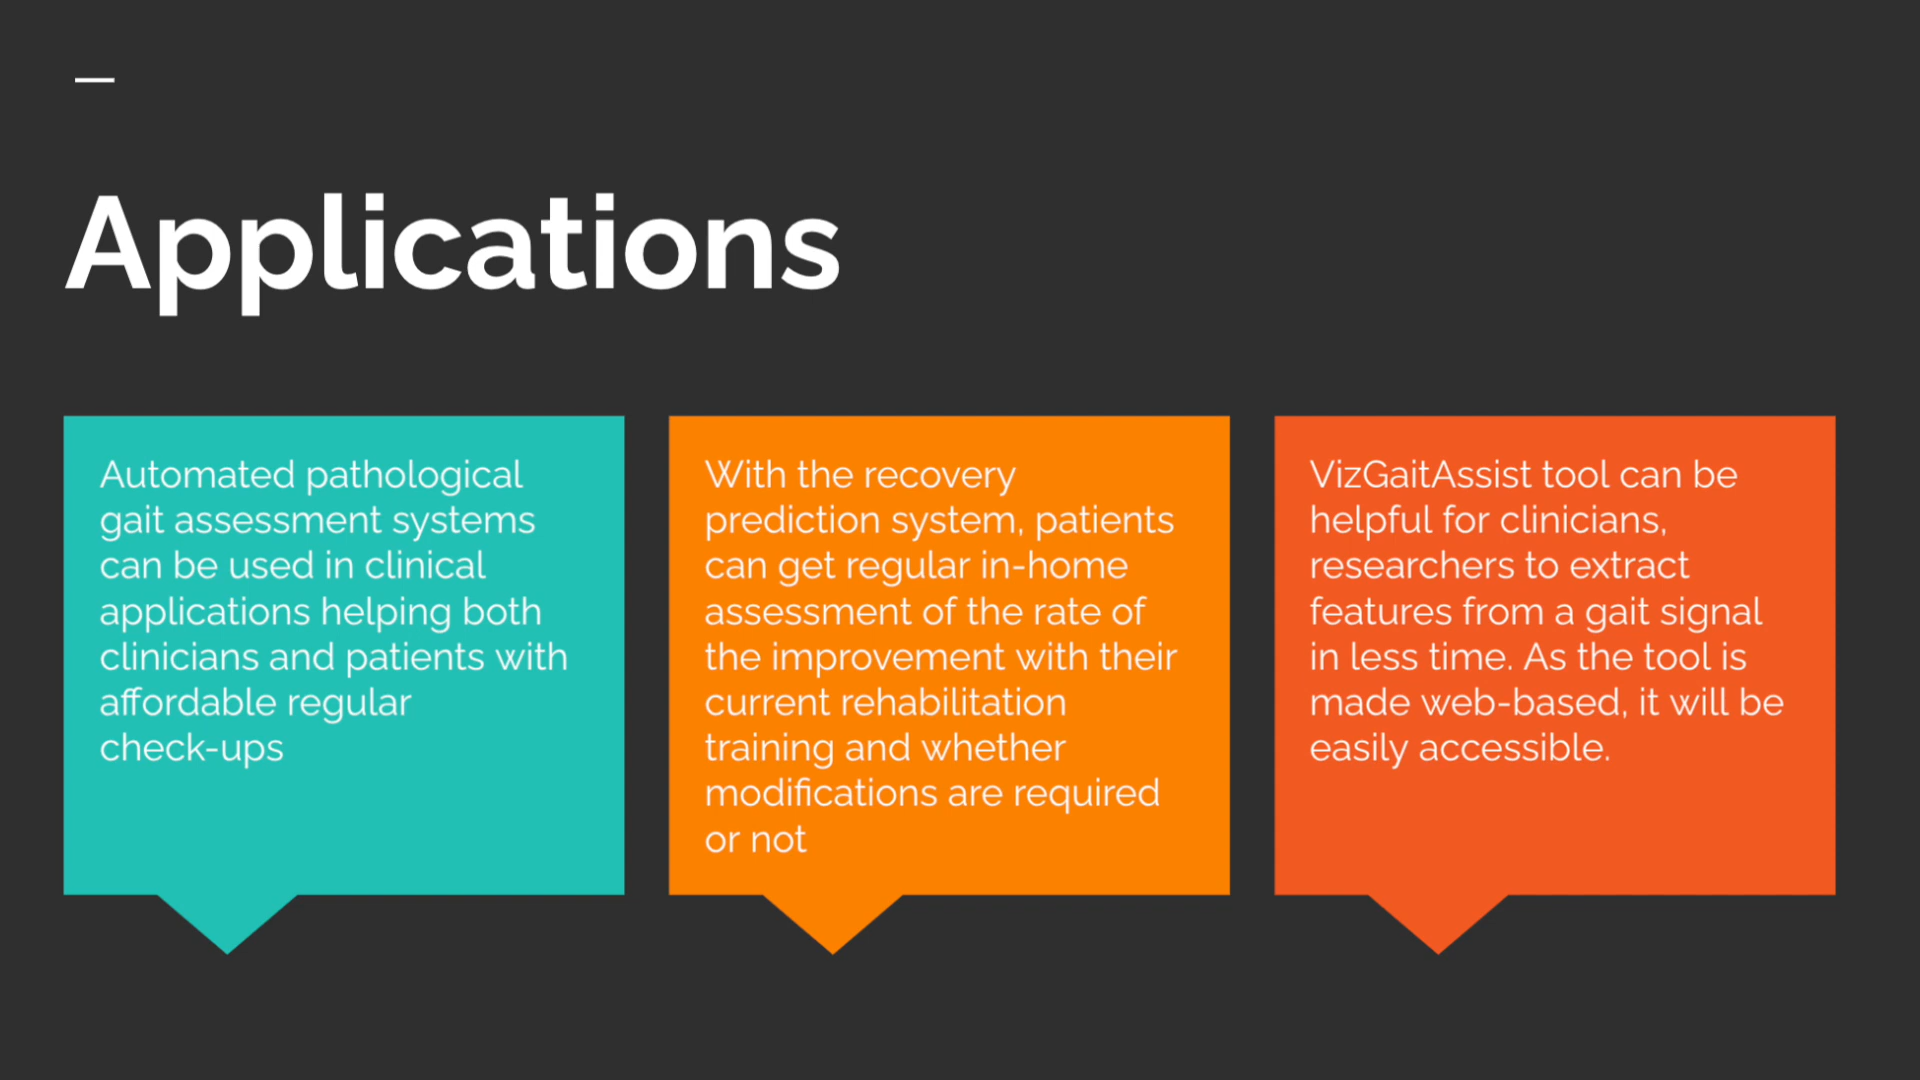 Applications
Automated pathological
gait assessment systems
can be used in clinical
applications helping both
clinicians and patients with
affordable regular
check-ups
With the recovery
prediction system, patients
can get regular in-home
assessment of the rate of
the improvement with their
current rehabilitation
training and whether
modifications are required
or not
VizGaitAssist tool can be
helpful for clinicians,
researchers to extract
features from a gait signal
in less time. As the tool is
made web-based, it will be
easily accessible.